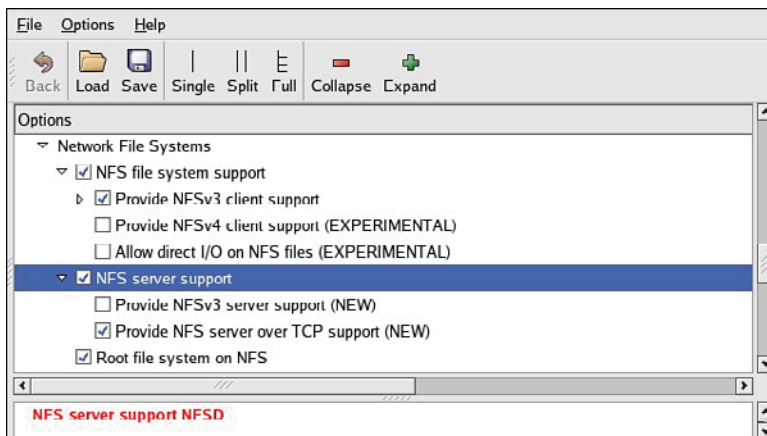 File Options Help
Back Load Save Single Split Full Collapse Expand
Options
Network File Systems
NFS file system support
Provide NFSv3 client support
Provide NFSv4 client support (EXPERIMENTAL)
Allow direct I/O on NFS files (EXPERIMENTAL)
NFS server support
Provide NFSv3 server support (NEW)
Provide NFS server over TCP support (NEW)
Root file system on NFS
NFS server support NFSD